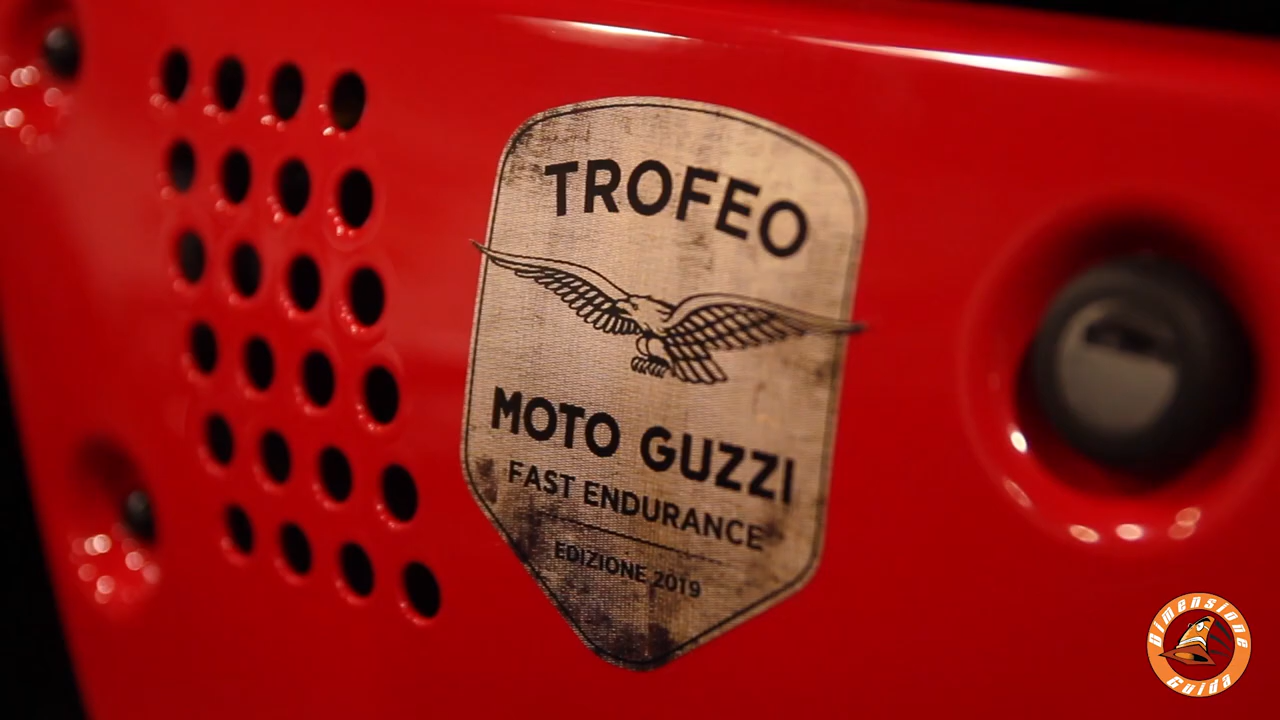 TROFEO
MOTO GUZZI
FAST ENDURANCE
EDIZIONE 2019
Dimensione
Guida